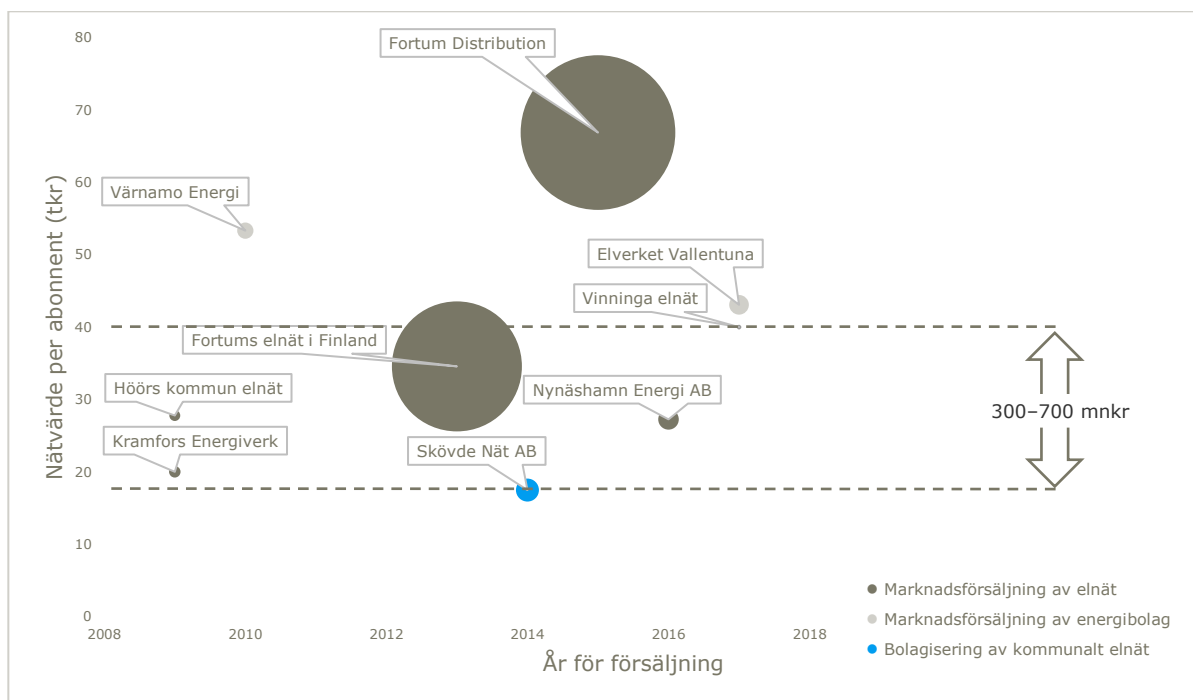 80
Fortum Distribution
70
60
Värnamo Energi
50
Elverket Vallentuna
Vinninga elnät
40
Fortums elnät i Finland
30
Höörs kommun elnät
Nynäshamn Energi AB
300–700 mnkr
Kramfors Energiverk
Skövde Nät AB
20
10
0
Nätvärde per abonnent (tkr)
2008 2010 2012 2014 2016 2018
År för försäljning
Marknadsförsäljning av elnät
Marknadsförsäljning av energibolag
Bolagisering av kommunalt elnät